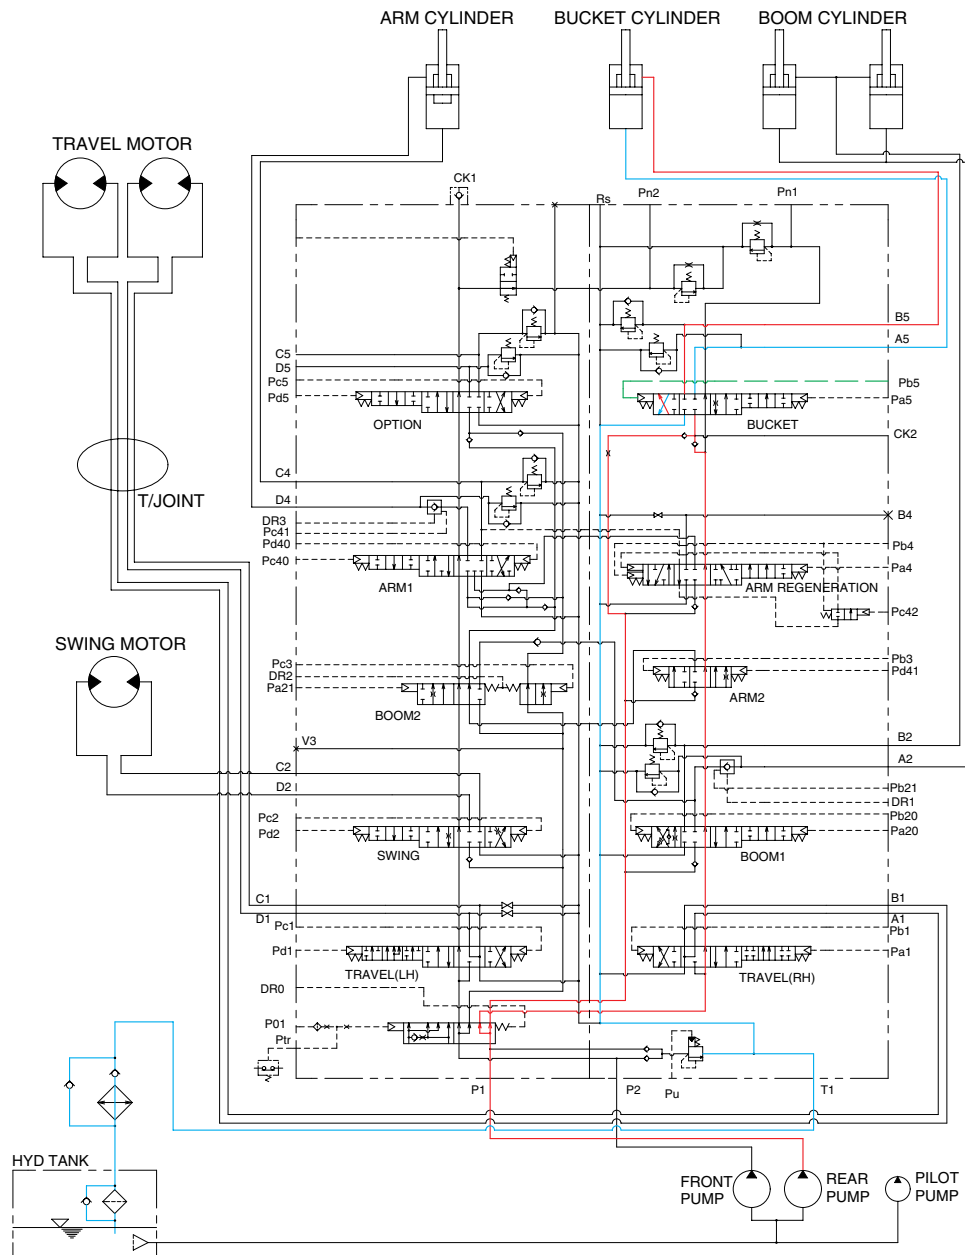 ARM CYLINDER
BUCKET CYLINDER
BOOM CYLINDER
TRAVEL MOTOR
CK1
Rs
Pn2
Pn1
B5
A5
C5
D5
Pc5
Pd5
OPTION
Pb5
Pa5
BUCKET
CK2
T/JOINT
C4
D4
DR3
Pc41
Pd40
Pc40
ARM1
B4
Pb4
Pa4
ARM REGENERATION
Pc42
SWING MOTOR
Pc3
DR2
Pa21
BOOM2
Pb3
Pd41
ARM2
V3
C2
D2
B2
A2
Pb21
DR1
Pc2
Pd2
SWING
Pb20
Pa20
BOOM1
C1
D1
Pc1
Pd1
TRAVEL(LH)
B1
A1
Pb1
Pa1
TRAVEL(RH)
DR0
P01
Ptr
P1
P2
Pu
T1
HYD TANK
FRONT
PUMP
REAR
PUMP
PILOT
PUMP